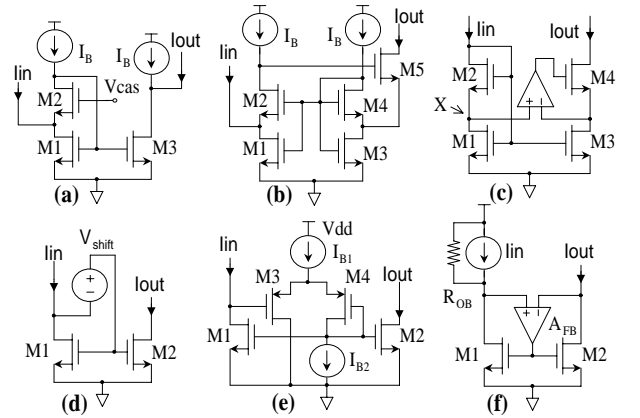 I_B
I_B
Iout
Iin
Vcas
M2
M1
M3
(a)
I_B
I_B
Iout
Iin
M5
M2
M4
M1
M3
(b)
Iin
Iout
M2
M4
X
+
−
M1
M3
(c)
V_shift
Iin
+
−
Iout
M1
M2
(d)
Vdd
Iin
I_B1
M3
M4
Iout
M1
M2
I_B2
(e)
Iin
Iout
R_OB
+
−
A_FB
M1
M2
(f)